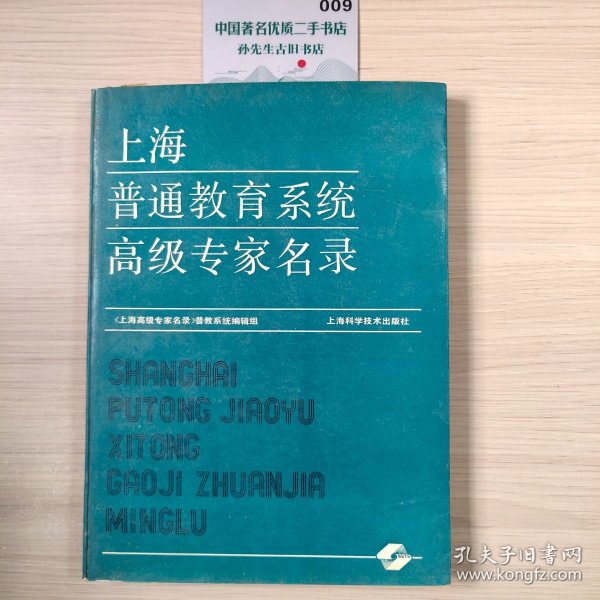 009
中国著名优质二手书店
孙先生古旧书店
上海
普通教育系统
高级专家名录
《上海高级专家名录》普教系统编辑组 上海科学技术出版社
SHANGHAI
PUTONG JIAOYU
XITONG
GAOJI ZHUANJIA
MINGLU
孔夫子旧书网
www.kongfz.com